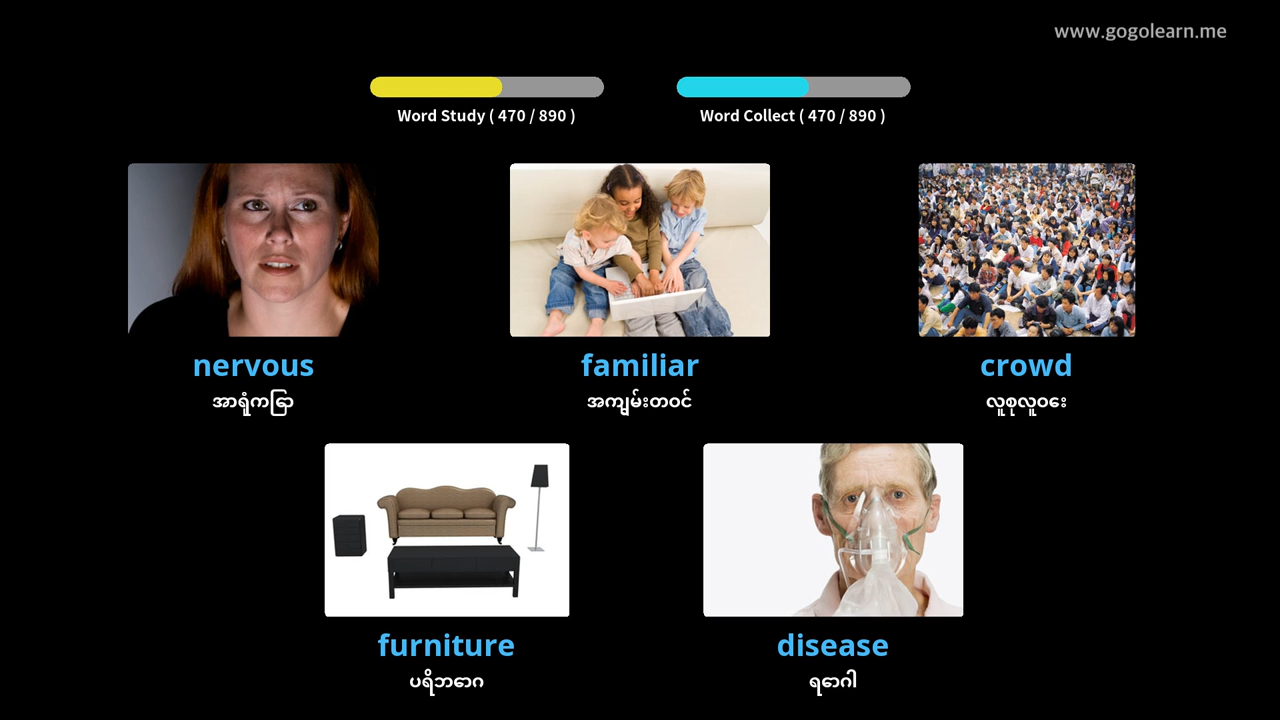 www.gogolearn.me
Word Study ( 470 / 890 )
Word Collect ( 470 / 890 )
nervous
familiar
crowd
အာရုံကြော
အကျမ်းတဝင်
လူစုလူဝေး
furniture
disease
ပရိဘောဂ
ရောဂါ